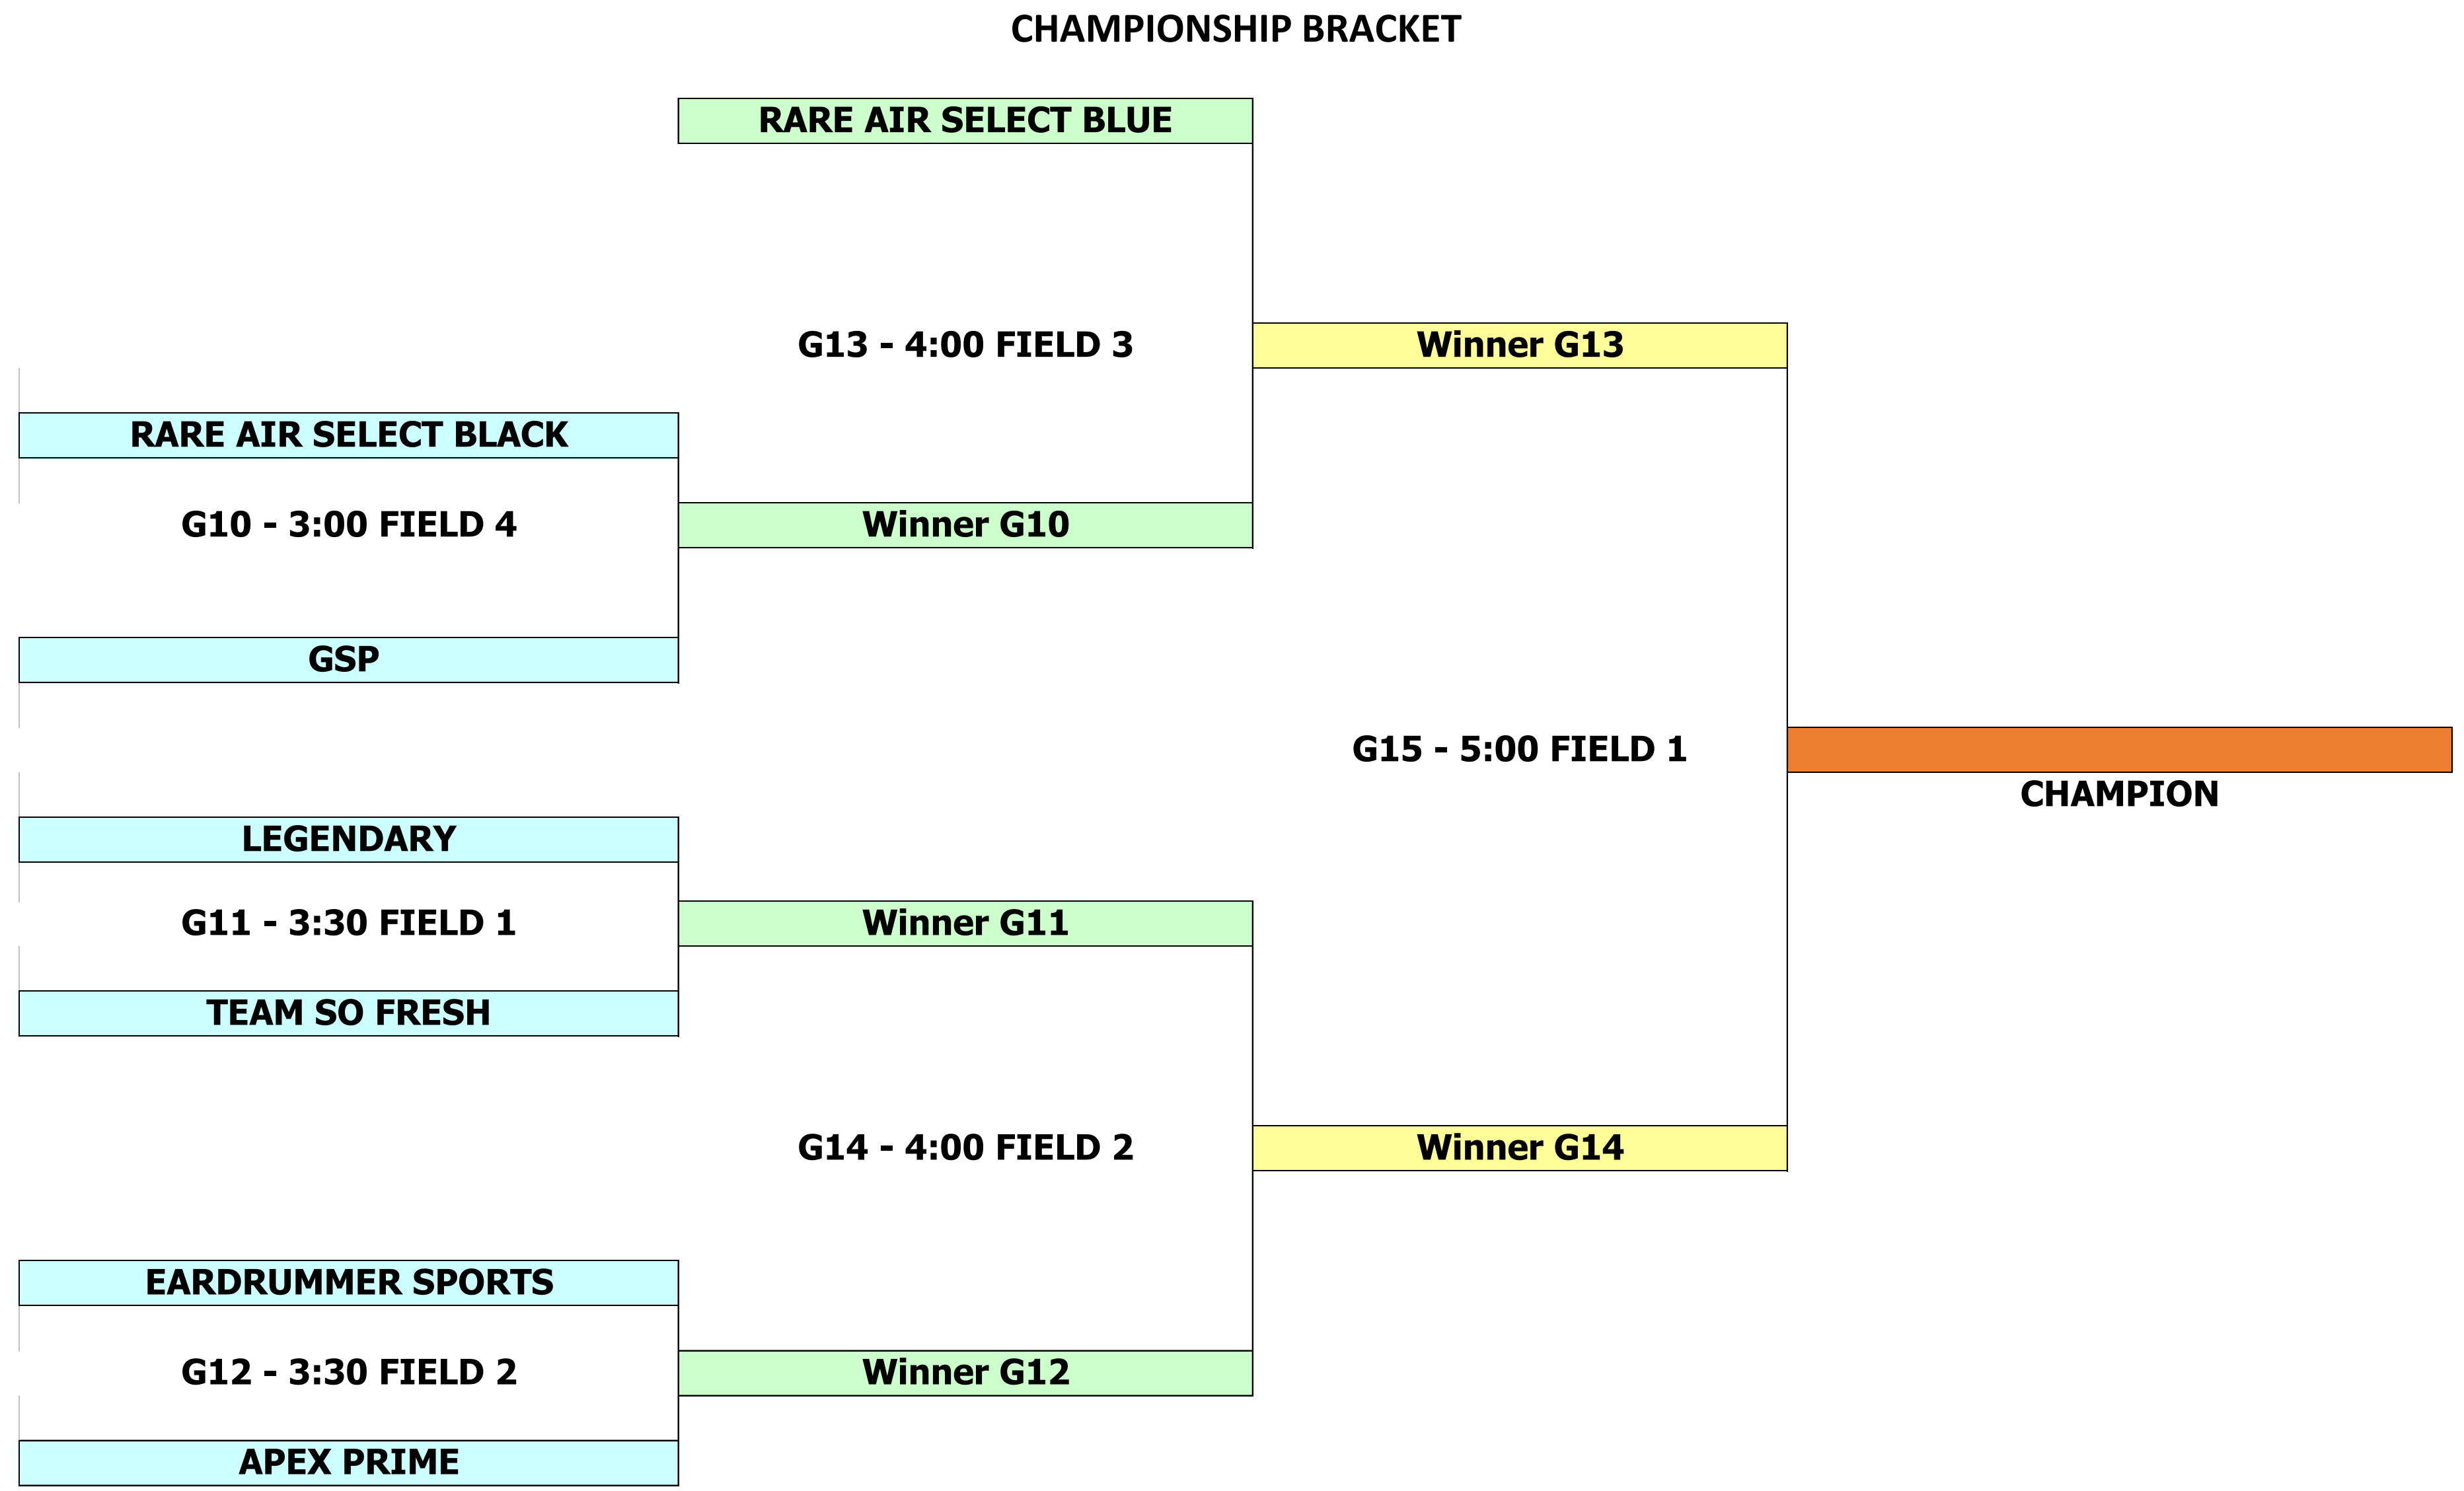 CHAMPIONSHIP BRACKET
RARE AIR SELECT BLUE
G13 - 4:00 FIELD 3
Winner G13
RARE AIR SELECT BLACK
G10 - 3:00 FIELD 4
Winner G10
GSP
G15 - 5:00 FIELD 1
CHAMPION
LEGENDARY
G11 - 3:30 FIELD 1
Winner G11
TEAM SO FRESH
G14 - 4:00 FIELD 2
Winner G14
EARDRUMMER SPORTS
G12 - 3:30 FIELD 2
Winner G12
APEX PRIME